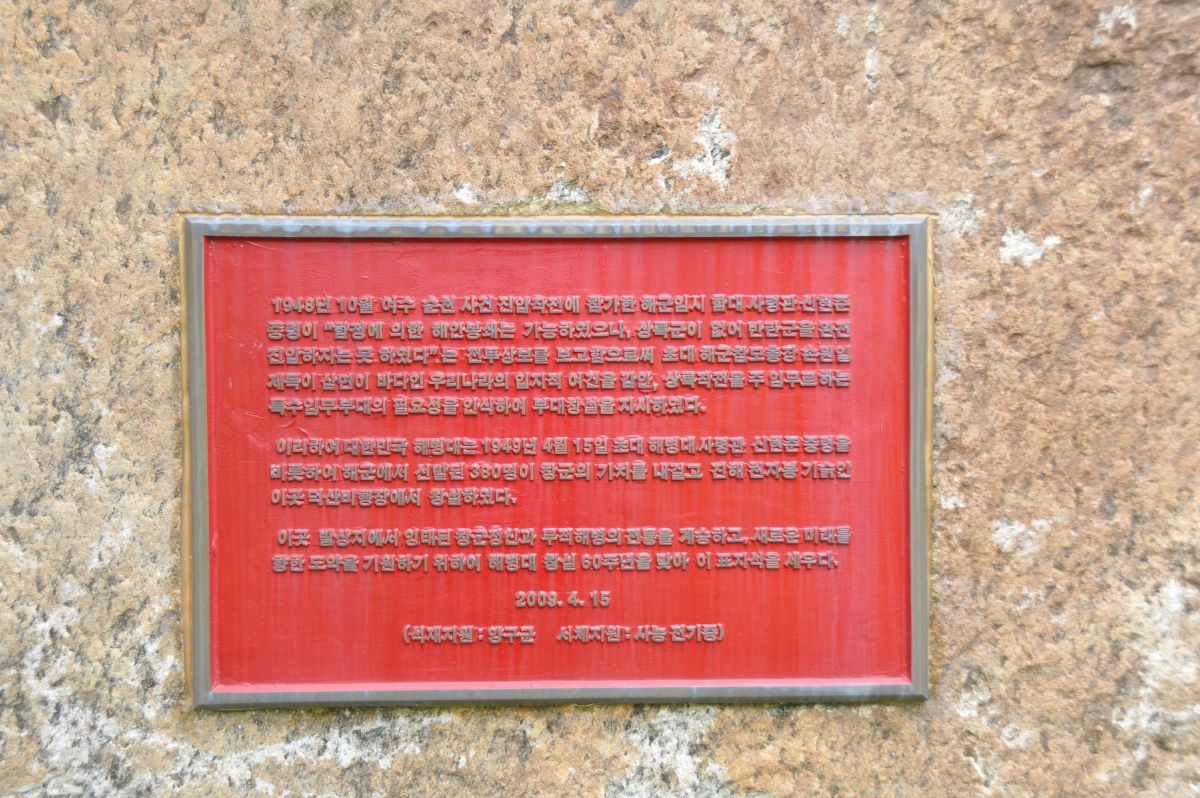 1948년 10월 여수 순천 사건 진압작전에 참가한 해군임시 함대 사령관 신현준
중령이 "함정에 의한 해안봉쇄는 가능하였으나, 상륙군이 없어 반란군을 완전
진압하지는 못 하였다"는 전투상보를 보고함으로써 초대 해군참모총장 손원일
제독이 삼면이 바다인 우리나라의 입지적 여건을 감안, 상륙작전을 주 임무로하는
특수임무부대의 필요성을 인식하여 부대창설을 지시하였다.
이리하여 대한민국 해병대는 1949년 4월 15일 초대 해병대사령관 신현준중령을
비롯하여 해군에서 선발된 380명이 창군의 기치를 내걸고 진해 천자봉 기슭인
이곳 덕산비행장에서 창설하였다.
이곳 발상지에서 잉태된 창군정신과 무적해병의 전통을 계승하고, 새로운 미래를
향한 도약을 기원하기 위하여 해병대 창설 60주년을 맞아 이 표지석을 세우다.
2009. 4. 15
(석재지원 : 양구군 서체지원 : 사농 전기중)